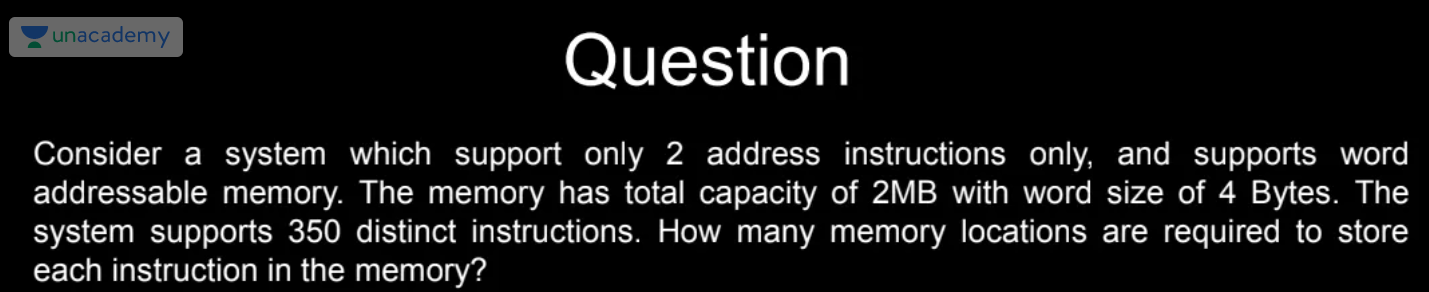 unacademy
Question
Consider a system which support only 2 address instructions only, and supports word
addressable memory. The memory has total capacity of 2MB with word size of 4 Bytes. The
system supports 350 distinct instructions. How many memory locations are required to store
each instruction in the memory?